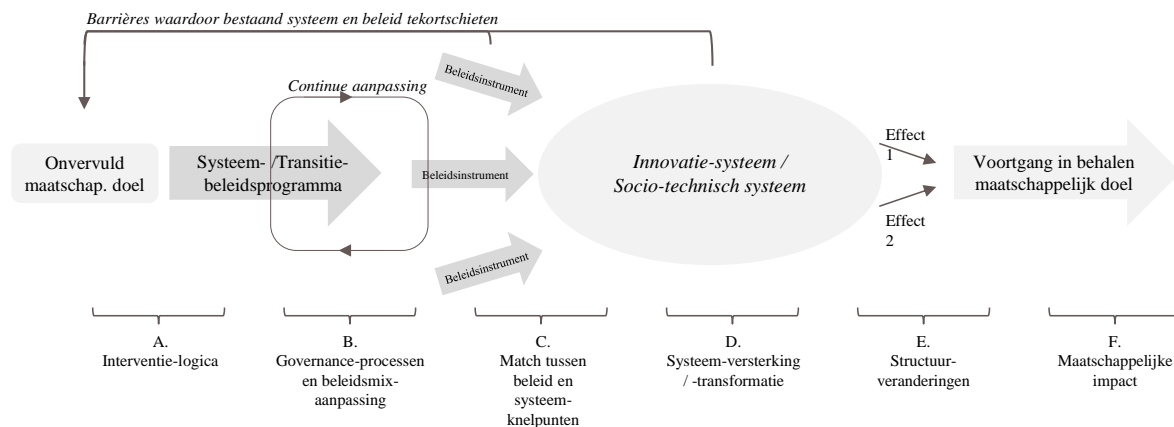 Barrières waardoor bestaand systeem en beleid tekortschieten
Continue aanpassing
Beleidsinstrument
Onvervuld
maatschap. doel
Systeem- /Transitie-
beleidsprogramma
Beleidsinstrument
Beleidsinstrument
Innovatie-systeem /
Socio-technisch systeem
Effect
1
Effect
2
Voortgang in behalen
maatschappelijk doel
A.
Interventie-logica
B.
Governance-processen
en beleidsmix-
aanpassing
C.
Match tussen
beleid en
systeem-
knelpunten
D.
Systeem-versterking
/ -transformatie
E.
Structuur-
veranderingen
F.
Maatschappelijke
impact